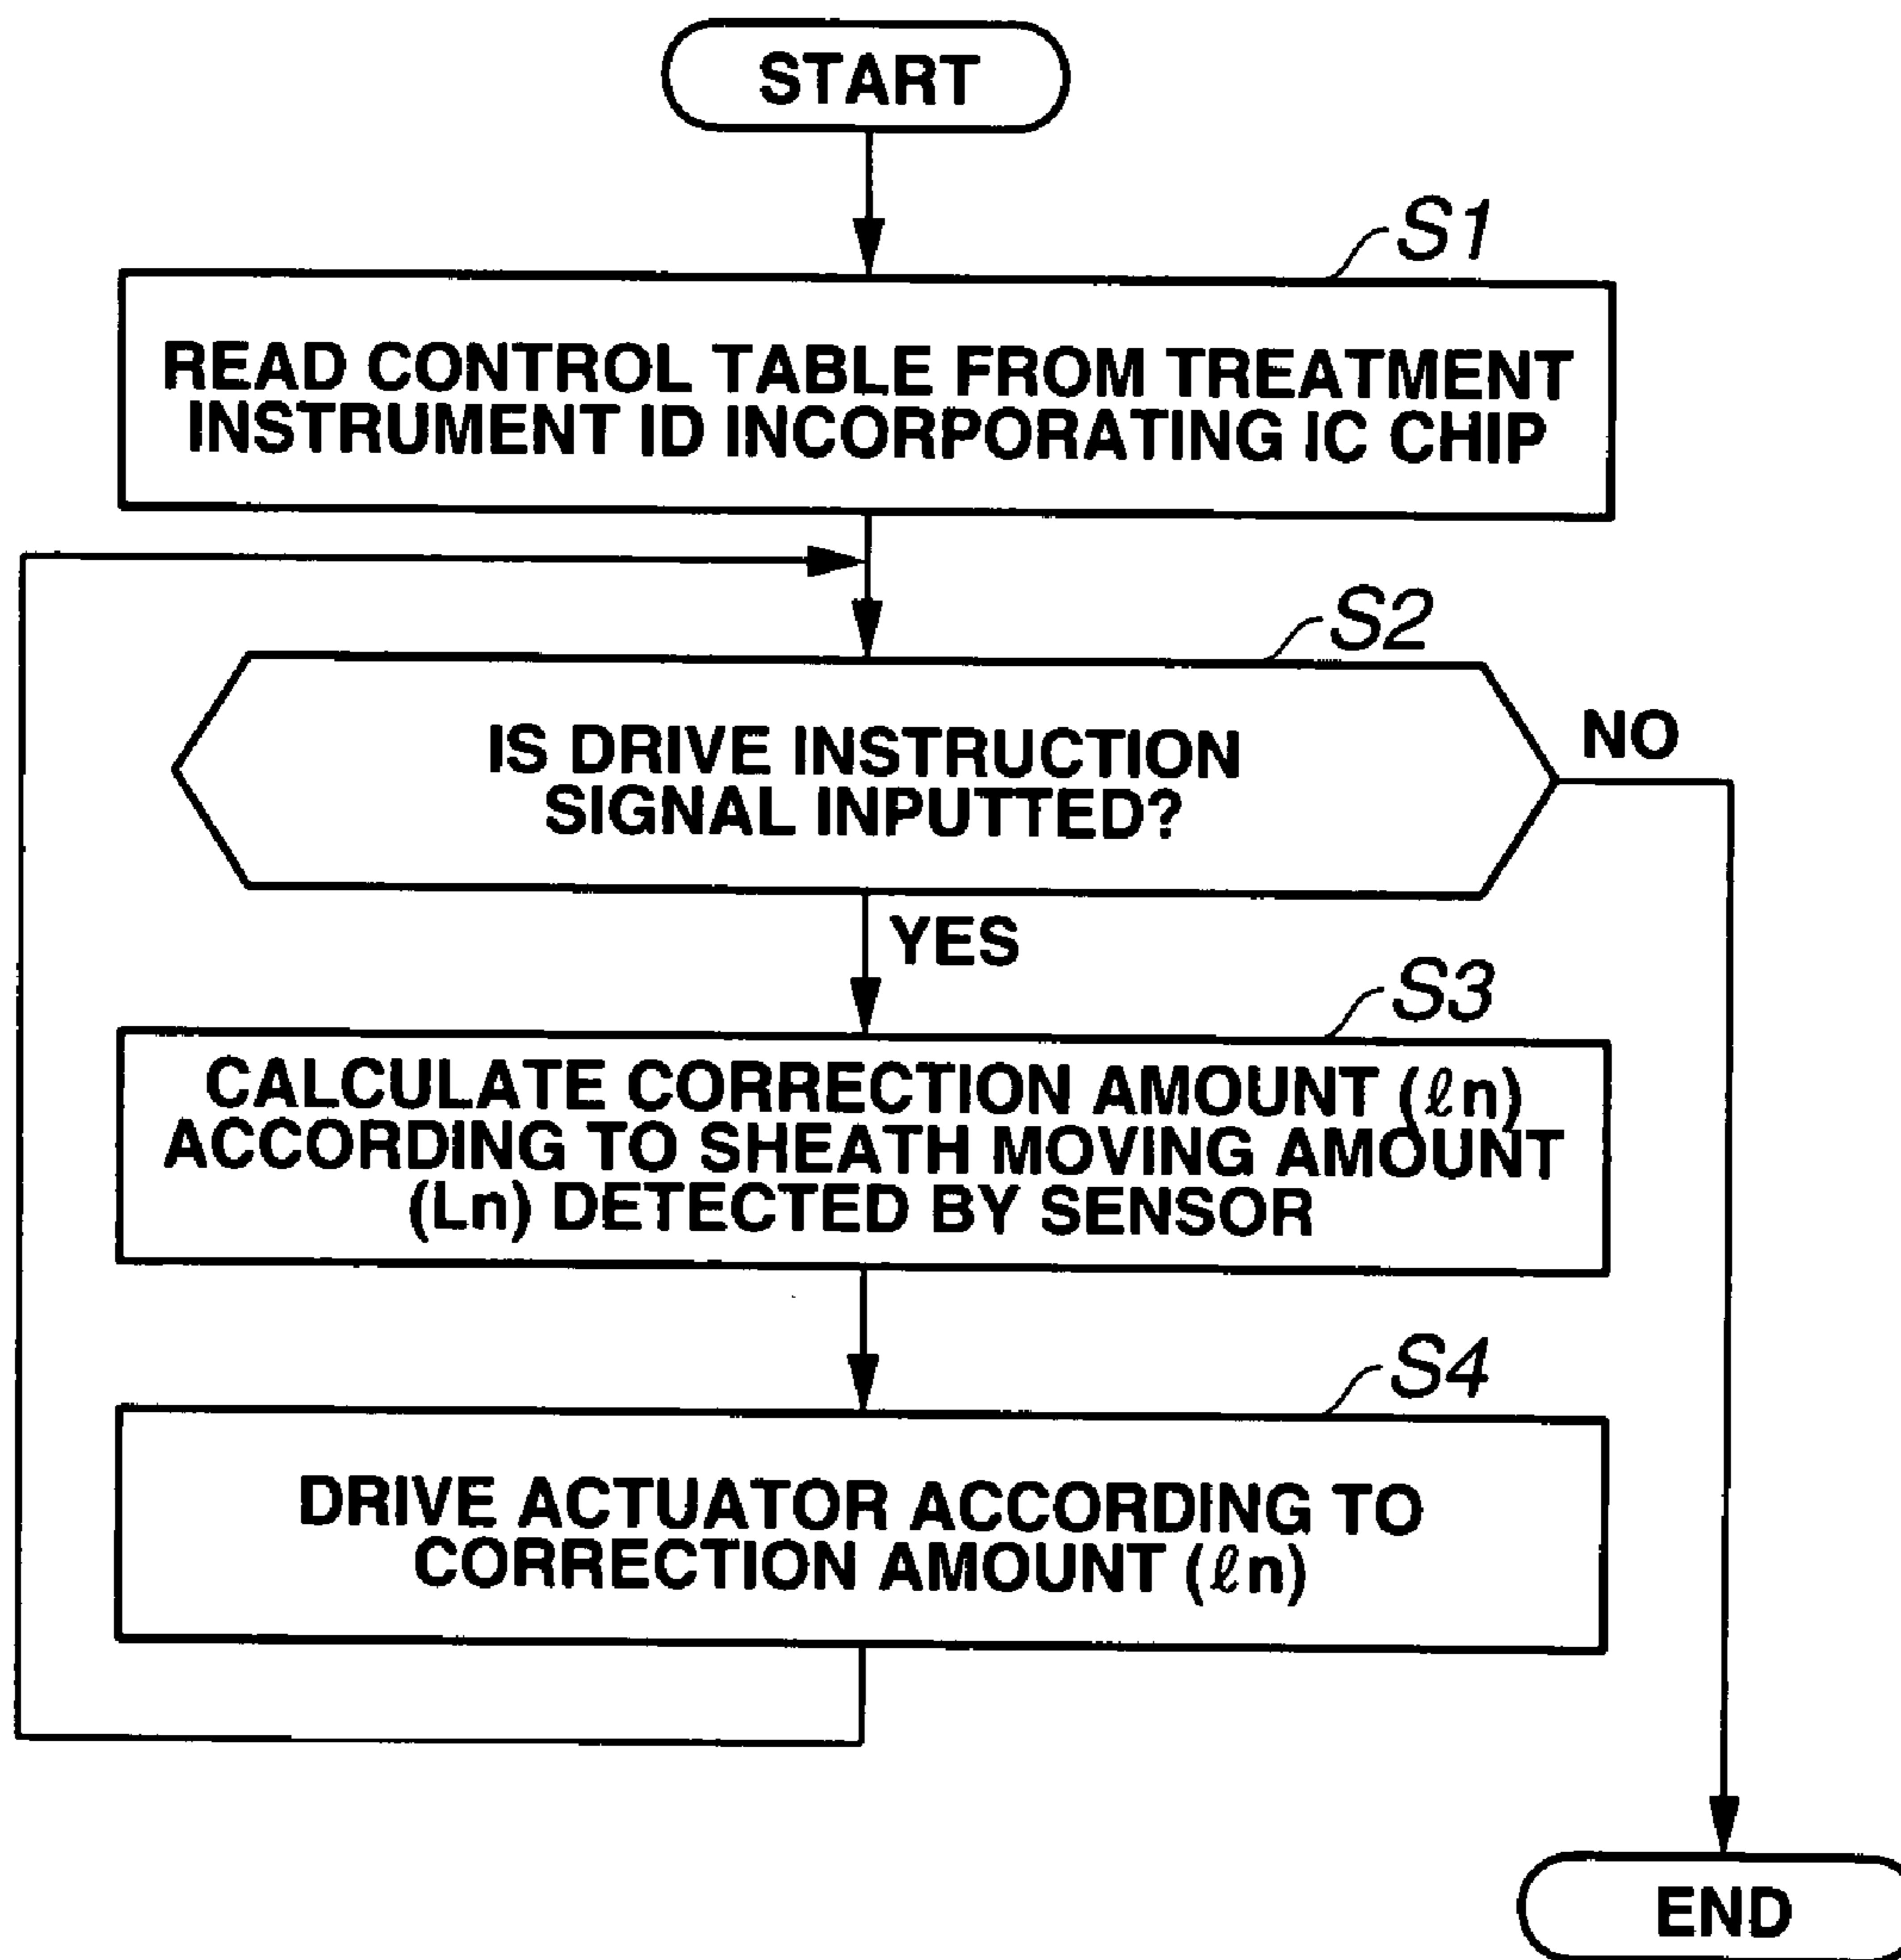 START
S1
READ CONTROL TABLE FROM TREATMENT
INSTRUMENT ID INCORPORATING IC CHIP
S2
IS DRIVE INSTRUCTION
SIGNAL INPUTTED?
NO
YES
S3
CALCULATE CORRECTION AMOUNT (ℓn)
ACCORDING TO SHEATH MOVING AMOUNT
(Ln) DETECTED BY SENSOR
S4
DRIVE ACTUATOR ACCORDING TO
CORRECTION AMOUNT (ℓn)
END